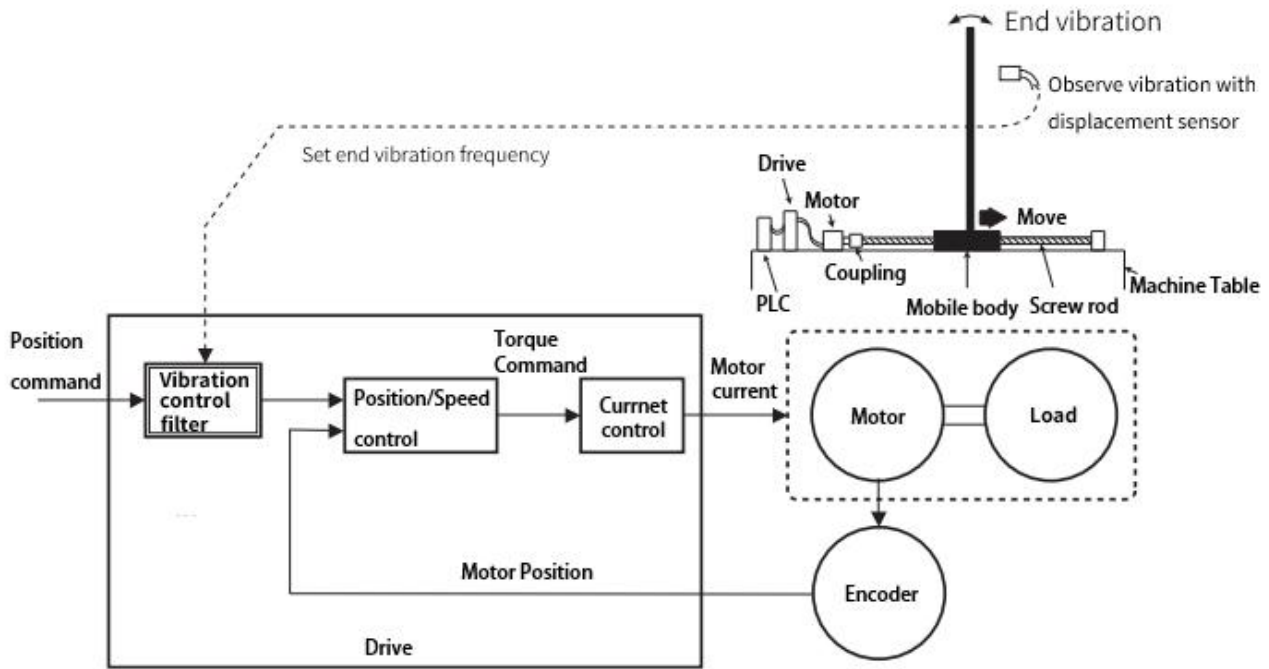 End vibration
Observe vibration with
displacement sensor
Set end vibration frequency
Drive
Motor
Move
Coupling
PLC
Mobile body
Screw rod
Machine Table
Position
command
Vibration
control
filter
Position/Speed
control
Torque
Command
Currnet
control
Motor
current
Motor
Load
Motor Position
Encoder
Drive